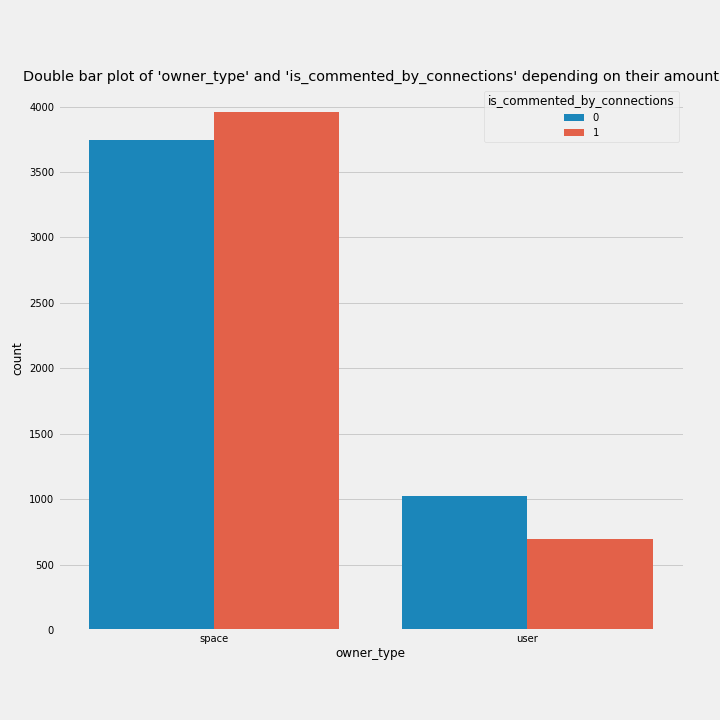 Double bar plot of 'owner_type' and 'is_commented_by_connections' depending on their amount
is_commented_by_connections
0
1
4000
3500
3000
2500
2000
1500
1000
500
0
count
space
user
owner_type